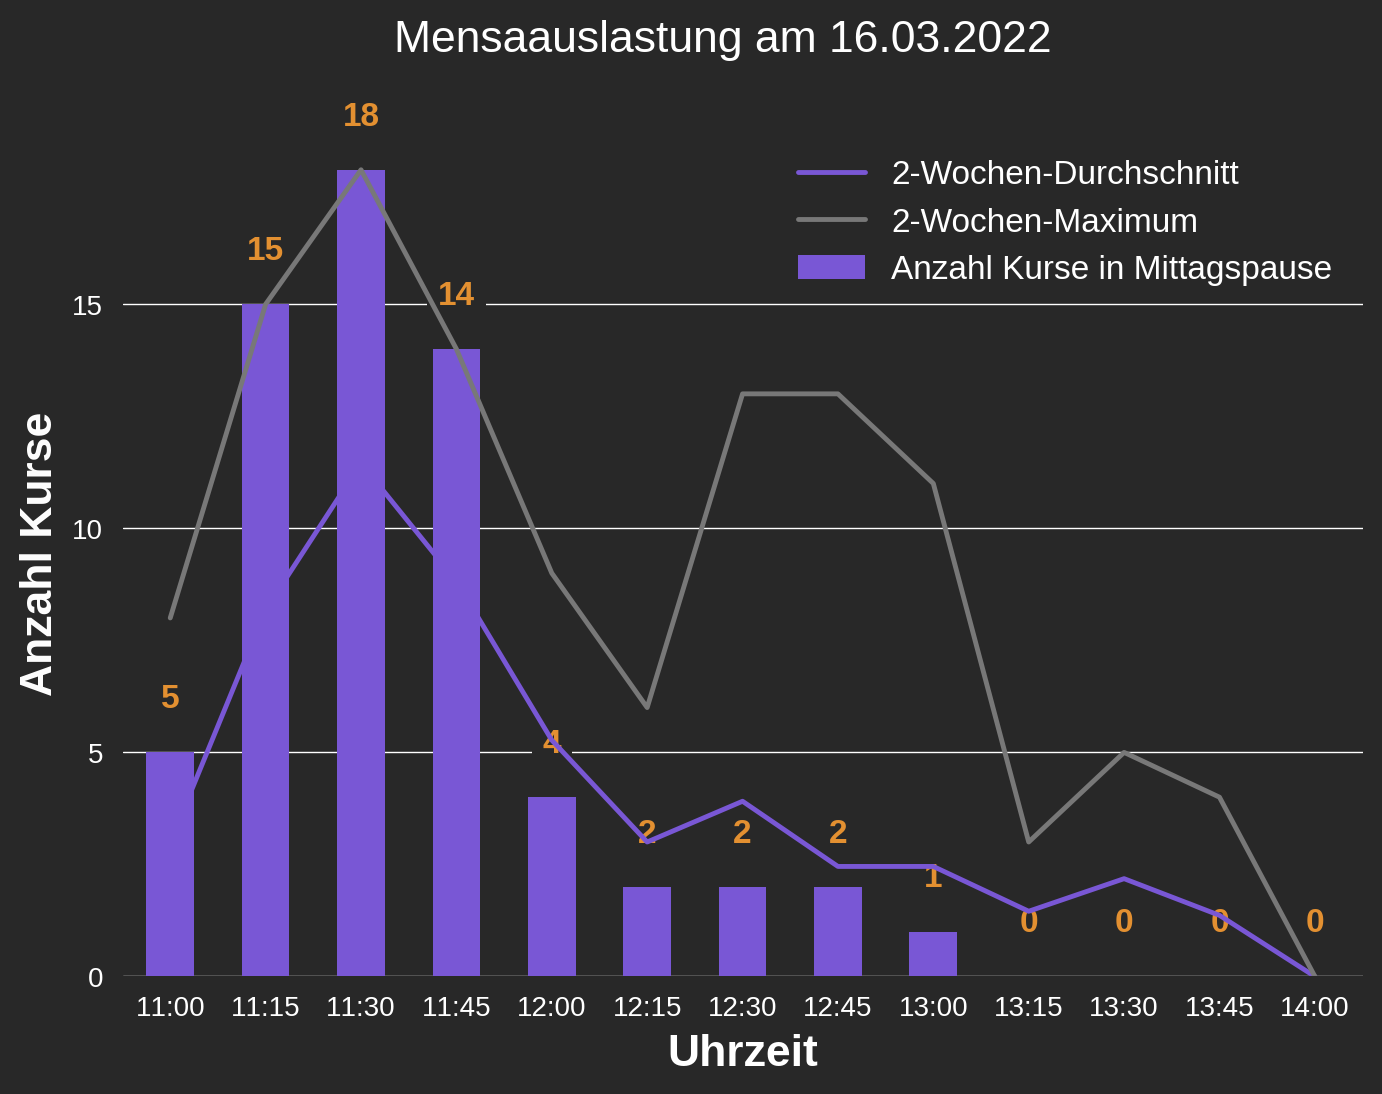 Mensaauslastung am 16.03.2022
2-Wochen-Durchschnitt
2-Wochen-Maximum
Anzahl Kurse in Mittagspause
Anzahl Kurse
15
10
5
0
5
15
18
14
4
2
2
2
1
0
0
0
0
11:00 11:15 11:30 11:45 12:00 12:15 12:30 12:45 13:00 13:15 13:30 13:45 14:00
Uhrzeit